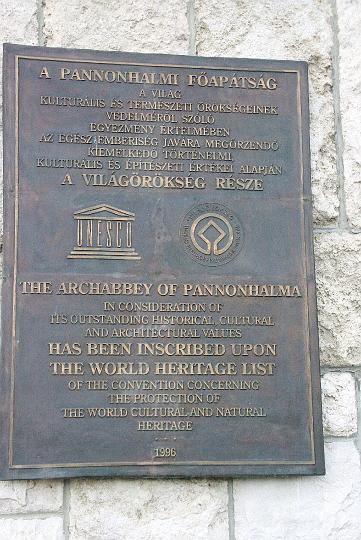 A PANNONHALMI FŐAPÁTSÁG
A VILÁG
KULTURÁLIS ÉS TERMÉSZETI ÖRÖKSÉGEINEK
VÉDELMÉRŐL SZÓLÓ
EGYEZMÉNY ÉRTELMÉBEN
AZ EGÉSZ EMBERISÉG JAVÁRA MEGŐRZENDŐ
KIEMELKEDŐ TÖRTÉNELMI,
KULTURÁLIS ÉS ÉPÍTÉSZETI ÉRTÉKEI ALAPJÁN
A VILÁGÖRÖKSÉG RÉSZE
UNESCO
THE ARCHABBEY OF PANNONHALMA
IN CONSIDERATION OF
ITS OUTSTANDING HISTORICAL, CULTURAL
AND ARCHITECTURAL VALUES
HAS BEEN INSCRIBED UPON
THE WORLD HERITAGE LIST
OF THE CONVENTION CONCERNING
THE PROTECTION OF
THE WORLD CULTURAL AND NATURAL
HERITAGE
1996